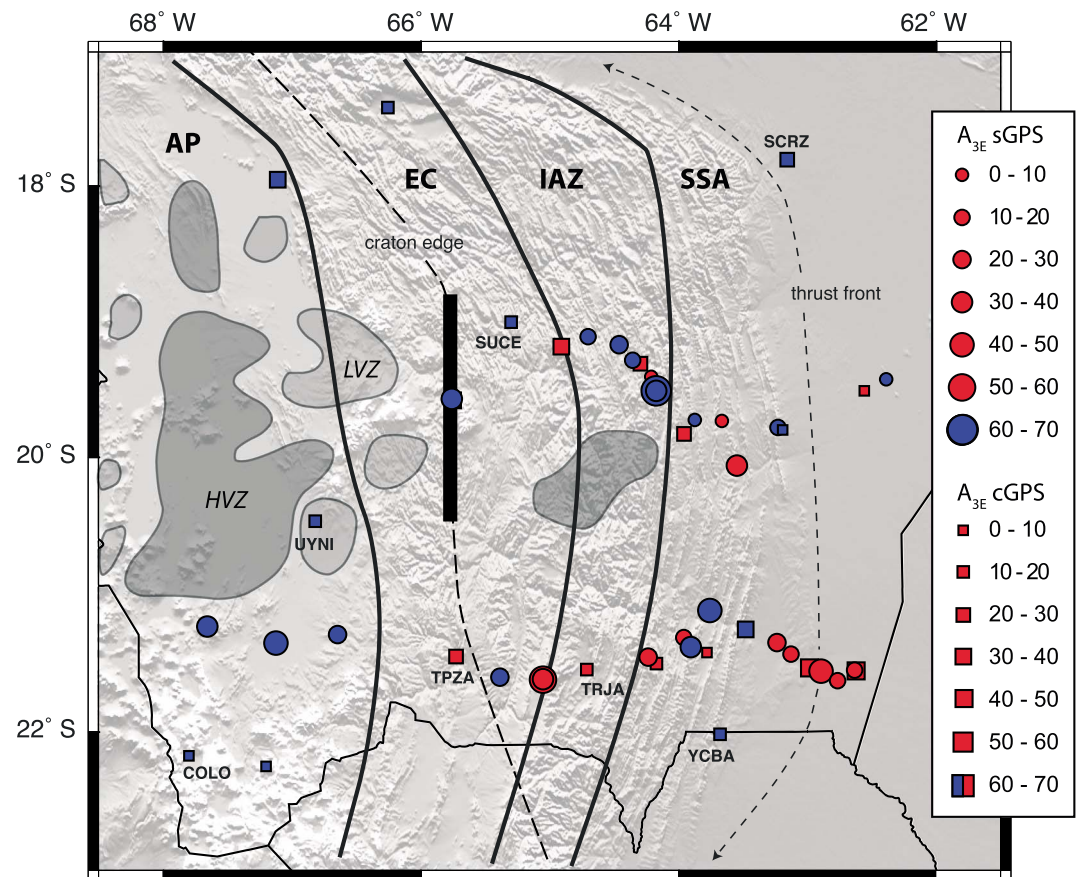 68° W
66° W
64° W
62° W
18° S
20° S
22° S
AP
EC
IAZ
SSA
SCRZ
craton edge
thrust front
SUCE
LVZ
HVZ
UYNI
TPZA
TRJA
COLO
YCBA
A3E sGPS
0 - 10
10 - 20
20 - 30
30 - 40
40 - 50
50 - 60
60 - 70
A3E cGPS
0 - 10
10 - 20
20 - 30
30 - 40
40 - 50
50 - 60
60 - 70